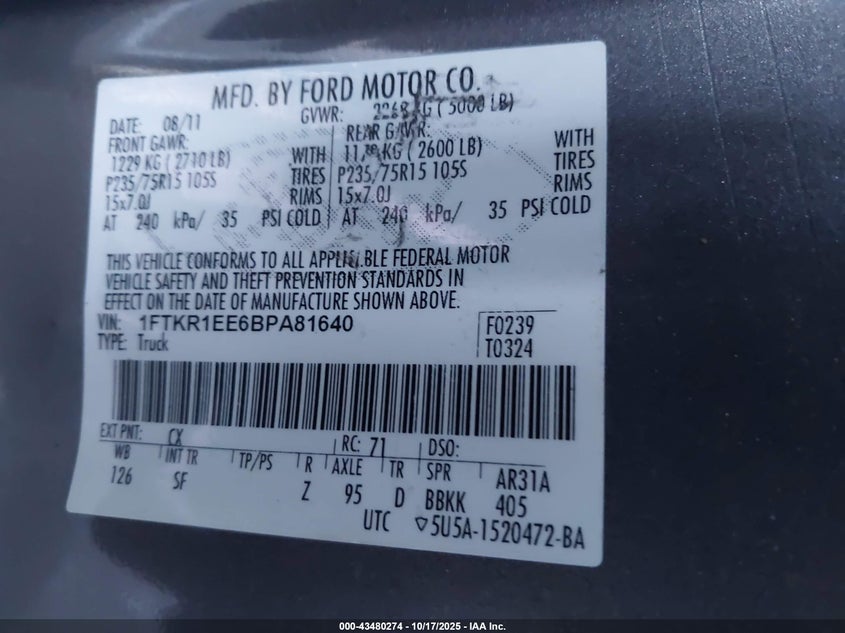 MFD. BY FORD MOTOR CO.
DATE: 08/11 GVWR: 2268 KG ( 5000 LB)
FRONT GAWR: REAR GAWR:
1229 KG ( 2710 LB) WITH 1179 KG ( 2600 LB) WITH
P235/75R15 105S TIRES P235/75R15 105S TIRES
15x7.0J RIMS 15x7.0J RIMS
AT 240 kPa/ 35 PSI COLD AT 240 kPa/ 35 PSI COLD
THIS VEHICLE CONFORMS TO ALL APPLICABLE FEDERAL MOTOR
VEHICLE SAFETY AND THEFT PREVENTION STANDARDS IN
EFFECT ON THE DATE OF MANUFACTURE SHOWN ABOVE.
VIN: 1FTKR1EE6BPA81640 F0239
TYPE: Truck T0324
EXT PNT: CX RC: 71 DSO:
WB INT TR TP/PS R AXLE TR SPR AR31A
126 SF Z 95 D BBKK 405
UTC ▽5U5A-1520472-BA
000-43480274 | 10/17/2025 - IAA Inc.